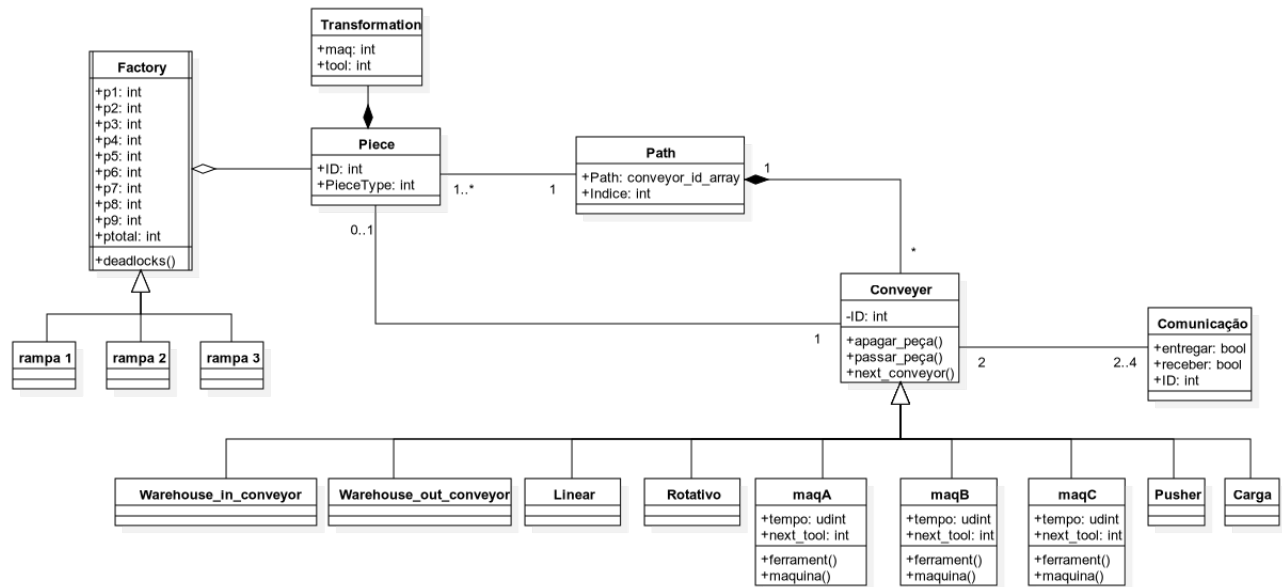 Transformation
+maq: int
+tool: int
Factory
+p1: int
+p2: int
+p3: int
+p4: int
+p5: int
+p6: int
+p7: int
+p8: int
+p9: int
+ptotal: int
+deadlocks()
Piece
+ID: int
+PieceType: int
1..*
1
0..1
Path
+Path: conveyor_id_array
+Indice: int
1
*
Conveyer
-ID: int
+apagar_peça()
+passar_peça()
+next_conveyor()
1
2
2..4
Comunicação
+entregar: bool
+receber: bool
+ID: int
rampa 1
rampa 2
rampa 3
Warehouse_in_conveyor
Warehouse_out_conveyor
Linear
Rotativo
maqA
+tempo: udint
+next_tool: int
+ferrament()
+maquina()
maqB
+tempo: udint
+next_tool: int
+ferrament()
+maquina()
maqC
+tempo: udint
+next_tool: int
+ferrament()
+maquina()
Pusher
Carga